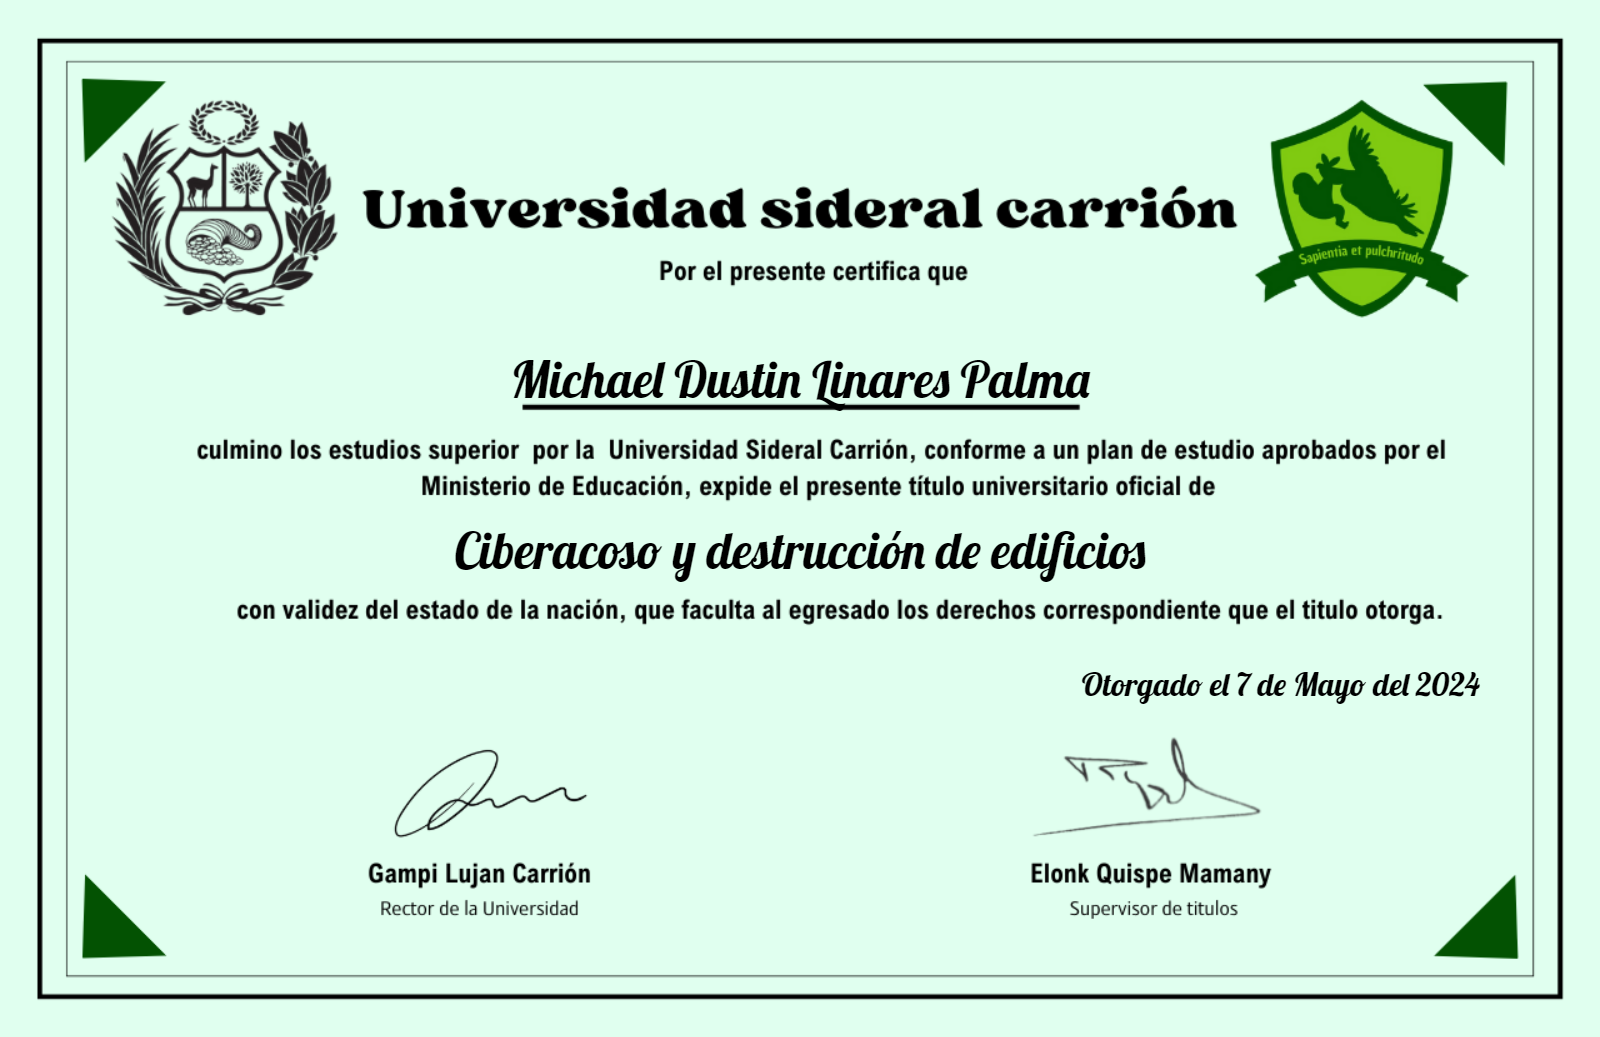 Universidad sideral carrión
Sapientia et pulchritudo
Por el presente certifica que
Michael Dustin Linares Palma
culmino los estudios superior  por la  Universidad Sideral Carrión, conforme a un plan de estudio aprobados por el
Ministerio de Educación, expide el presente título universitario oficial de
Ciberacoso y destrucción de edificios
con validez del estado de la nación, que faculta al egresado los derechos correspondiente que el titulo otorga.
Otorgado el 7 de Mayo del 2024
Gampi Lujan Carrión
Rector de la Universidad
Elonk Quispe Mamany
Supervisor de titulos